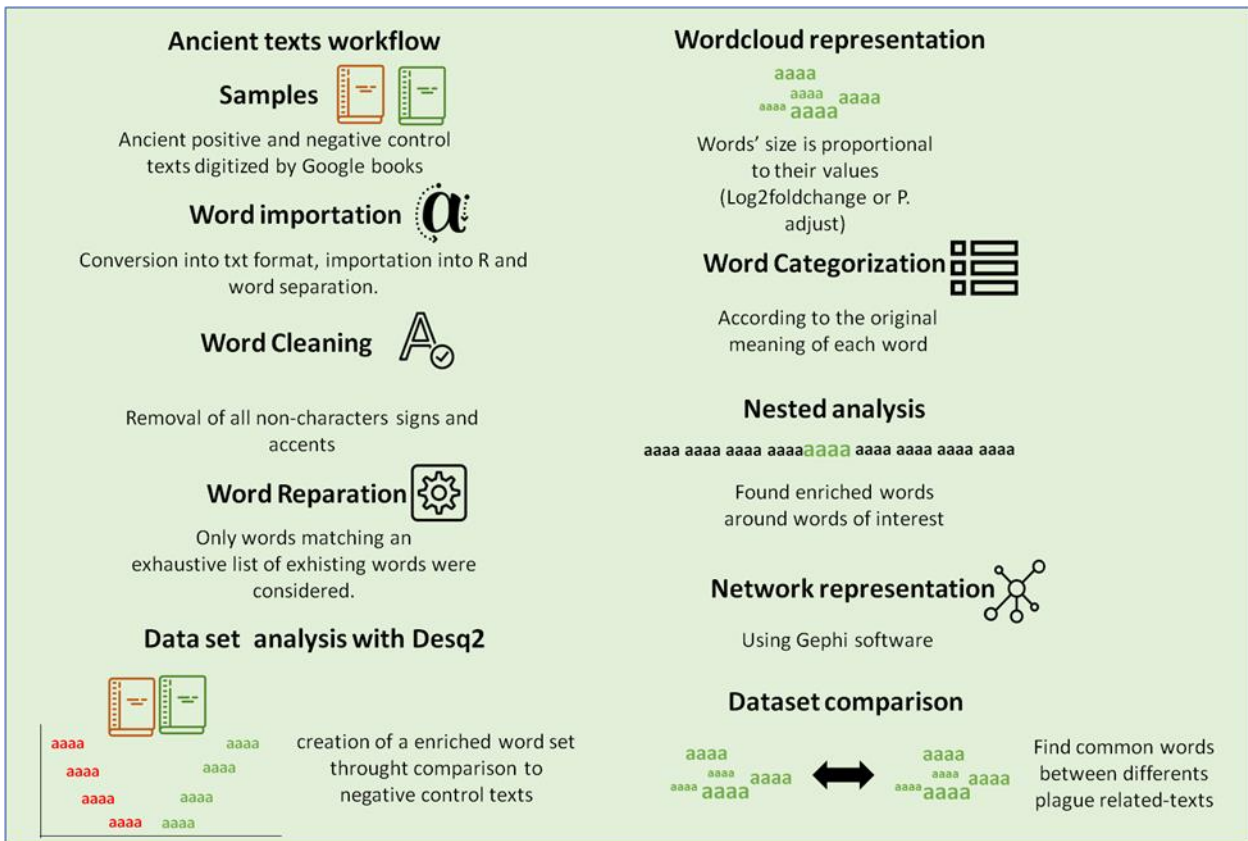 Ancient texts workflow
Samples
Ancient positive and negative control
texts digitized by Google books
Word importation
a
Conversion into txt format, importation into R and
word separation.
Word Cleaning
A
Removal of all non-characters signs and
accents
Word Reparation
Only words matching an
exhaustive list of exhisting words were
considered.
Data set analysis with Desq2
aaaa aaaa
aaaa aaaa
aaaa aaaa
aaaa aaaa
creation of a enriched word set
throught comparison to
negative control texts
Wordcloud representation
aaaa
aaaa aaaa
aaaa aaaa
Words' size is proportional
to their values
(Log2foldchange or P.
adjust)
Word Categorization
According to the original
meaning of each word
Nested analysis
aaaa aaaa aaaa aaaaaaaa aaaa aaaa aaaa aaaa
Found enriched words
around words of interest
Network representation
Using Gephi software
Dataset comparison
aaaa aaaa
aaaa aaaa aaaa aaaa
aaaa aaaa aaaa aaaa
Find common words
between differents
plague related-texts